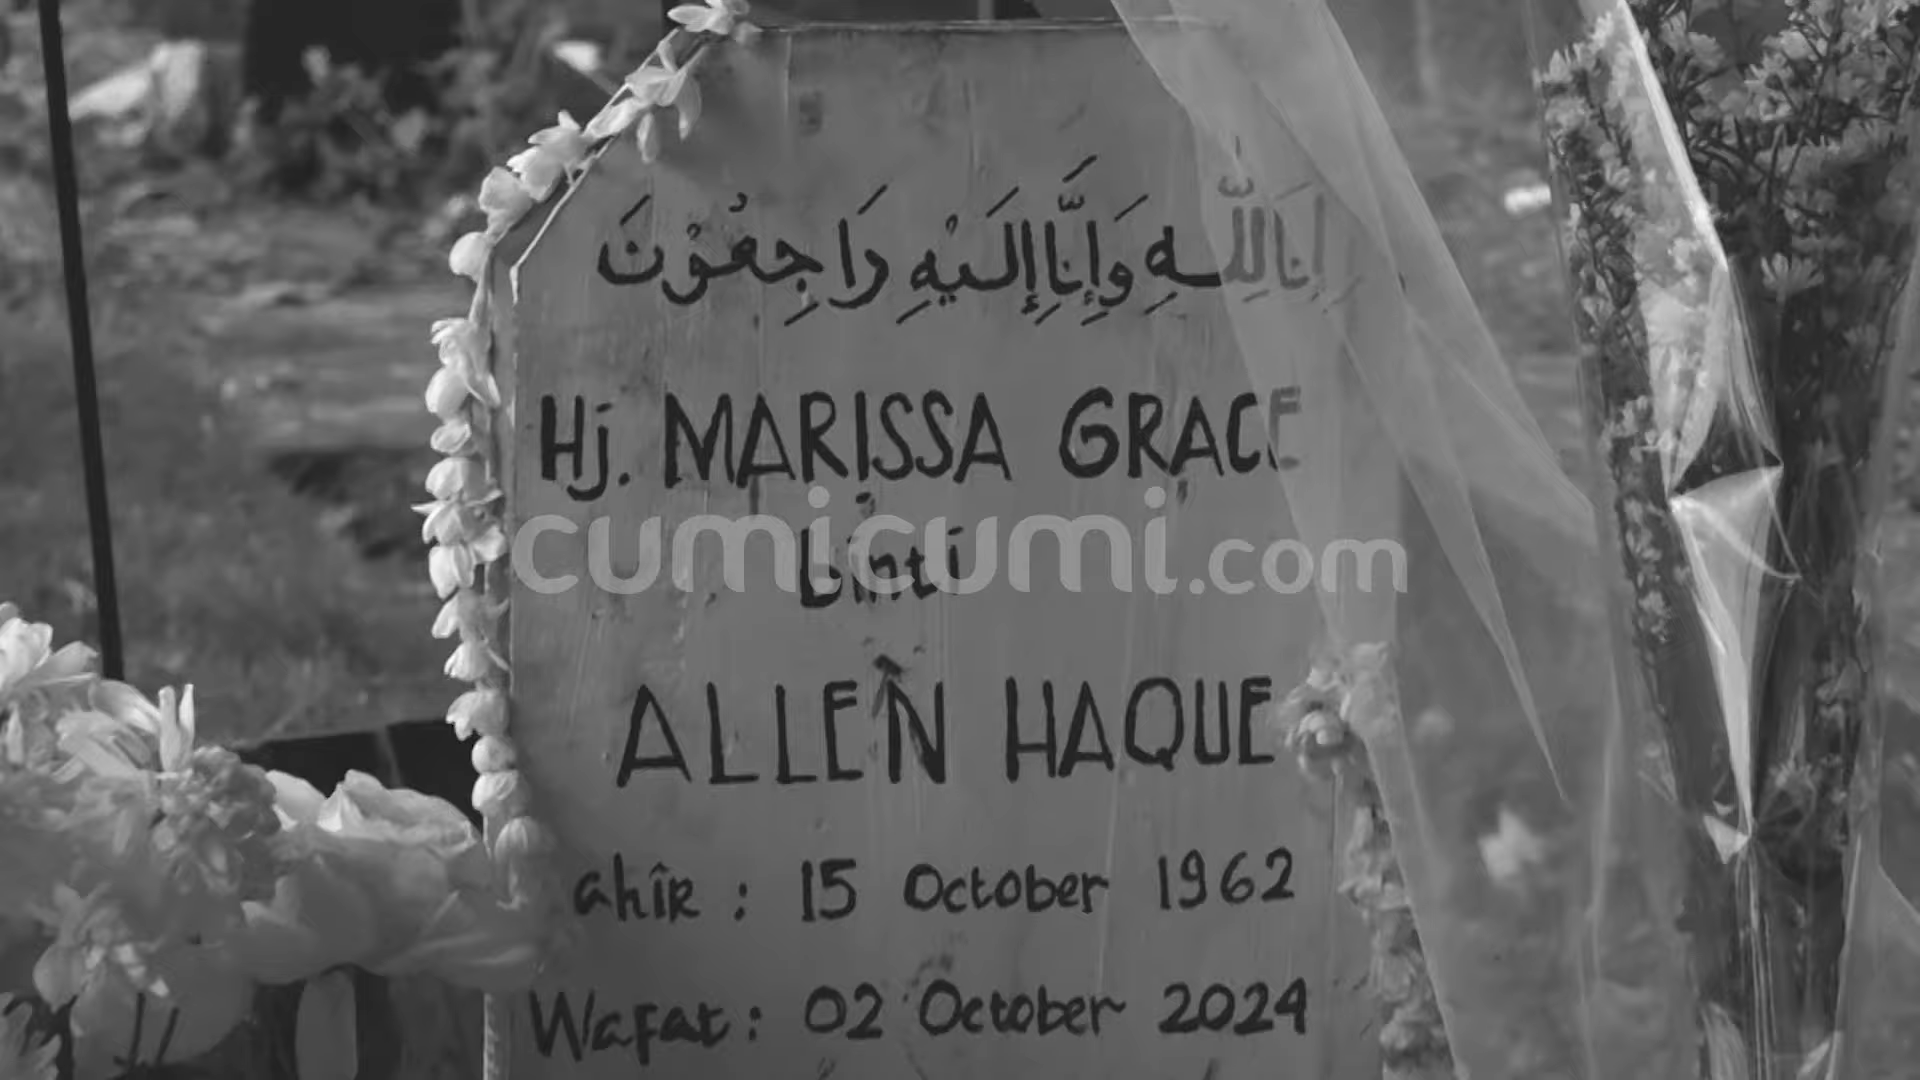 إِنَّا لِلَّهِ وَإِنَّا إِلَيْهِ رَاجِعُوْنَ
Hj. MARISSA GRACE
binti
cumicumi.com
ALLEN HAQUE
ahir : 15 October 1962
Wafat : 02 October 2024